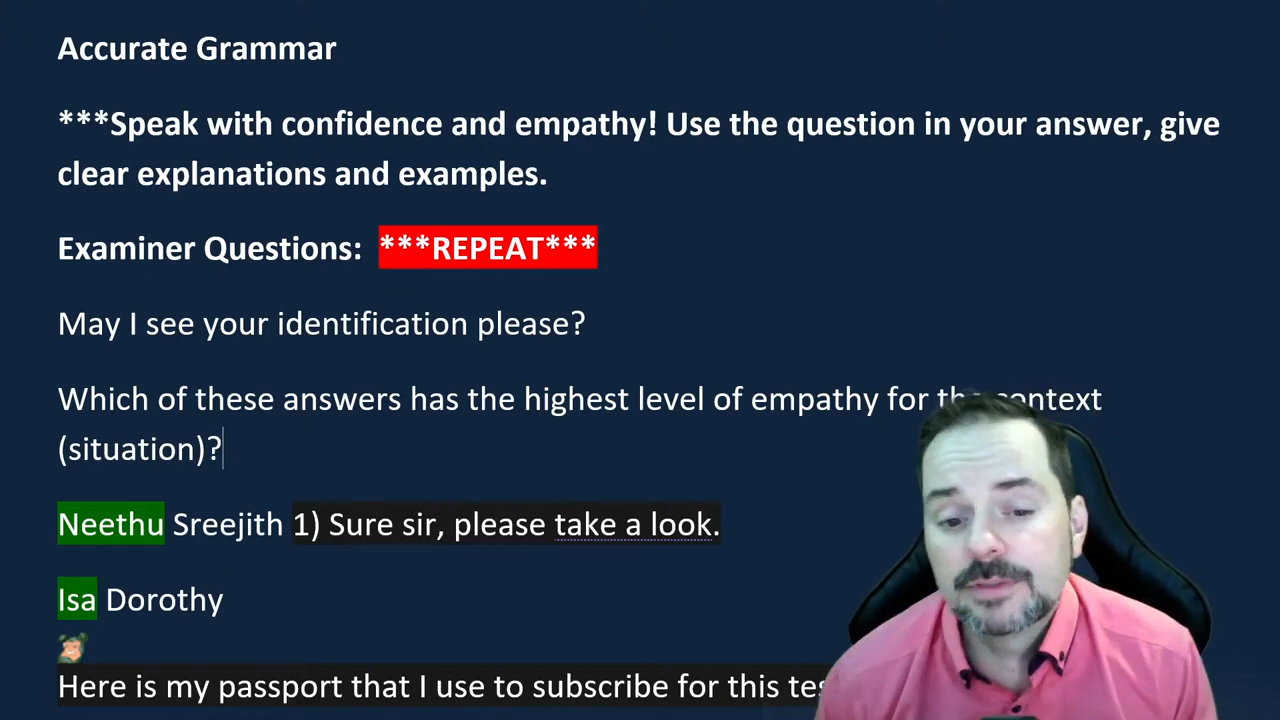 Accurate Grammar
***Speak with confidence and empathy! Use the question in your answer, give
clear explanations and examples.
Examiner Questions: ***REPEAT***
May I see your identification please?
Which of these answers has the highest level of empathy for the context
(situation)?
Neethu Sreejith 1) Sure sir, please take a look.
Isa Dorothy
Here is my passport that I use to subscribe for this